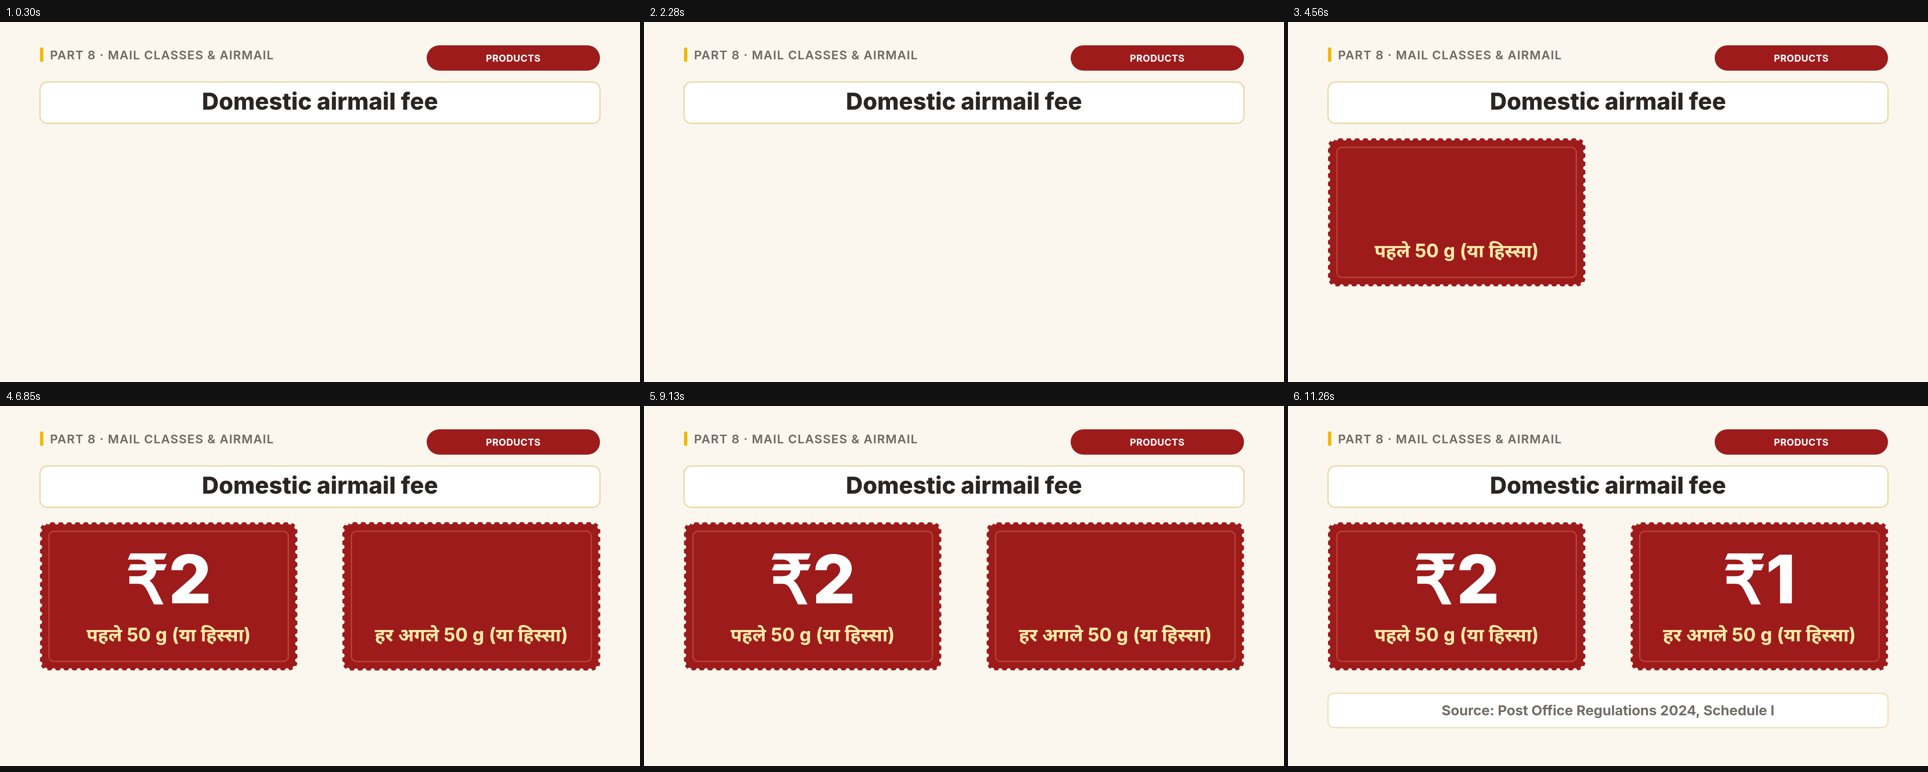 1. 0.30s
PART 8 · MAIL CLASSES & AIRMAIL
PRODUCTS
Domestic airmail fee
2. 2.28s
PART 8 · MAIL CLASSES & AIRMAIL
PRODUCTS
Domestic airmail fee
3. 4.56s
PART 8 · MAIL CLASSES & AIRMAIL
PRODUCTS
Domestic airmail fee
पहले 50 g (या हिस्सा)
4. 6.85s
PART 8 · MAIL CLASSES & AIRMAIL
PRODUCTS
Domestic airmail fee
₹2
पहले 50 g (या हिस्सा)
हर अगले 50 g (या हिस्सा)
5. 9.13s
PART 8 · MAIL CLASSES & AIRMAIL
PRODUCTS
Domestic airmail fee
₹2
पहले 50 g (या हिस्सा)
हर अगले 50 g (या हिस्सा)
6. 11.26s
PART 8 · MAIL CLASSES & AIRMAIL
PRODUCTS
Domestic airmail fee
₹2
पहले 50 g (या हिस्सा)
₹1
हर अगले 50 g (या हिस्सा)
Source: Post Office Regulations 2024, Schedule I